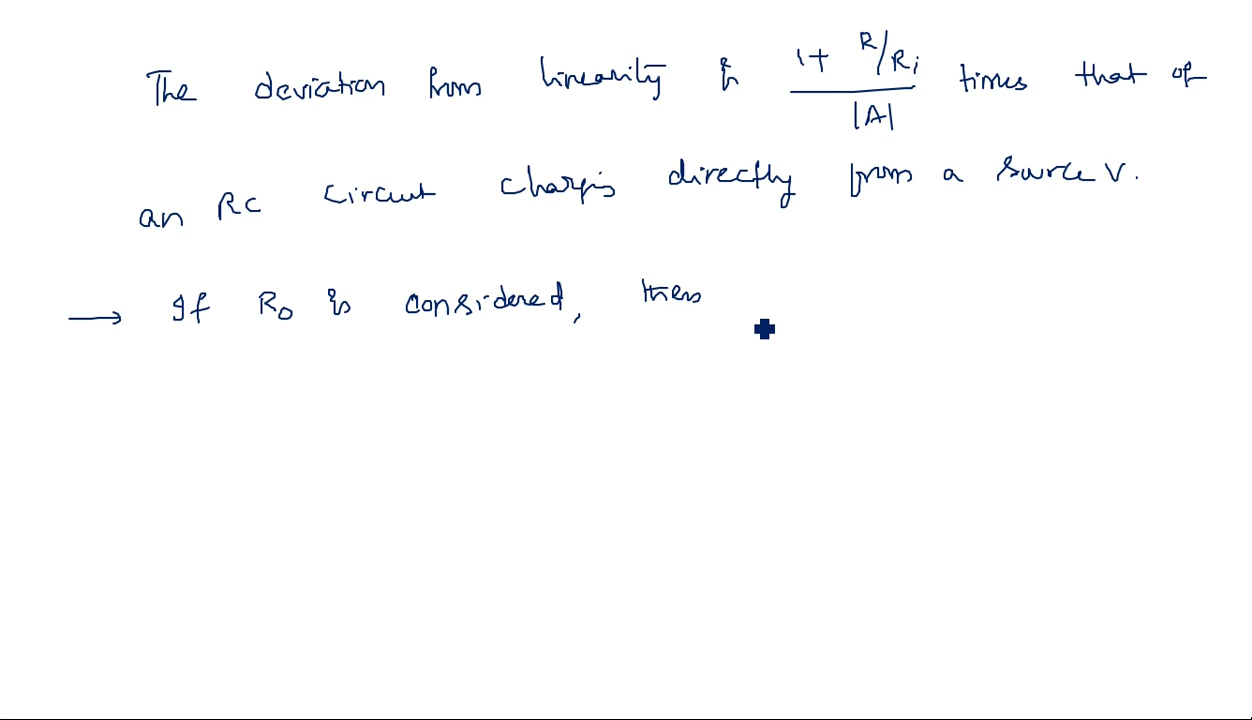 The deviation from linearity is (1 + R/Ri)/|A| times that of
an RC circuit charging directly from a source V.
→ If R0 is considered, then